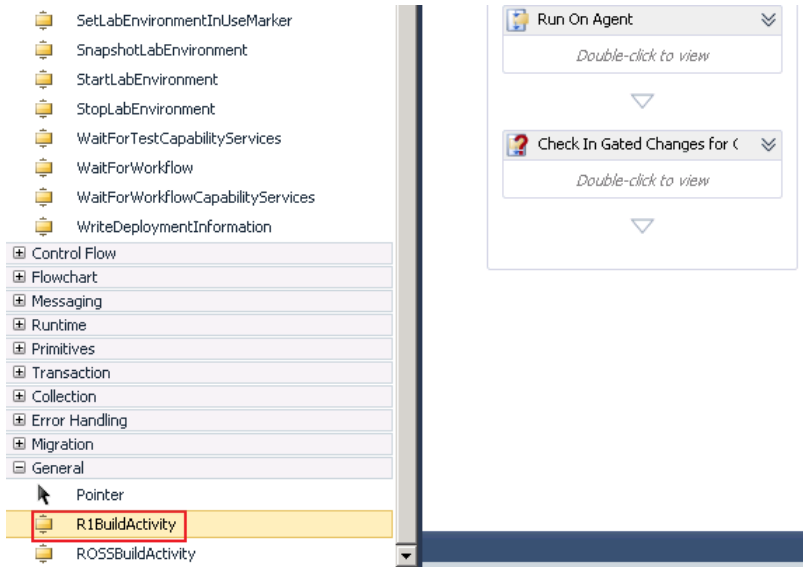 SetLabEnvironmentInUseMarker
SnapshotLabEnvironment
StartLabEnvironment
StopLabEnvironment
WaitForTestCapabilityServices
WaitForWorkflow
WaitForWorkflowCapabilityServices
WriteDeploymentInformation
Control Flow
Flowchart
Messaging
Runtime
Primitives
Transaction
Collection
Error Handling
Migration
General
Pointer
R1BuildActivity
ROSSBuildActivity
Run On Agent
Double-click to view
Check In Gated Changes for
Double-click to view